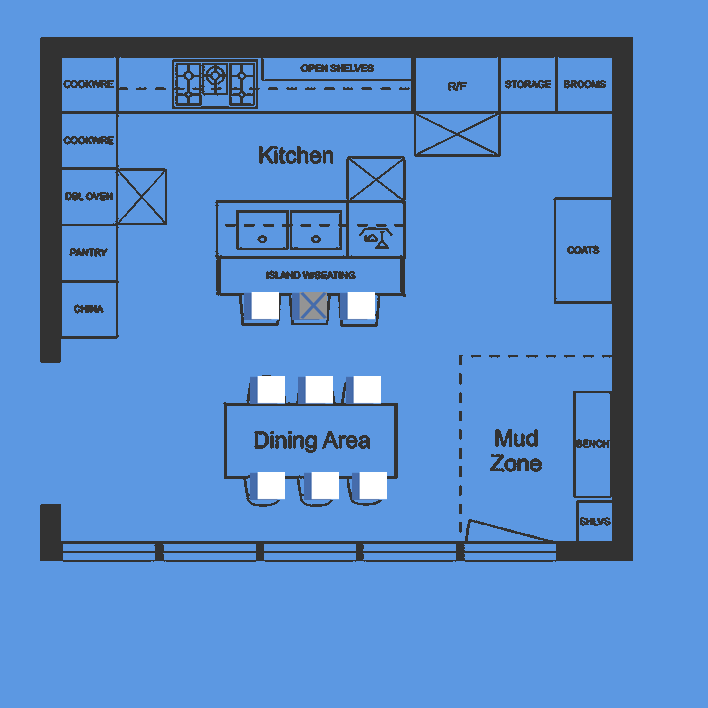 OPEN SHELVES
COOKWRE
R/F
STORAGE
BROOMS
COOKWRE
Kitchen
DBL OVEN
PANTRY
COATS
ISLAND W/SEATING
CHINA
Dining Area
Mud
Zone
BENCH
SHLVS